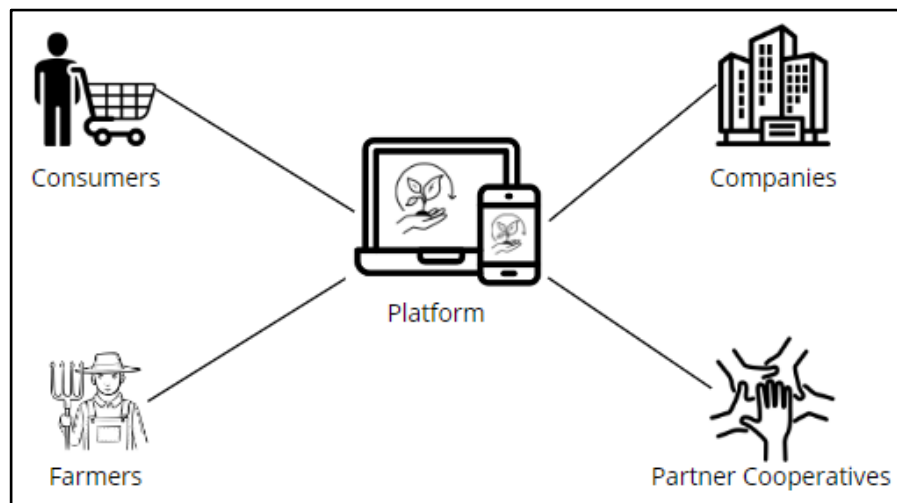 Consumers
Companies
Platform
Farmers
Partner Cooperatives